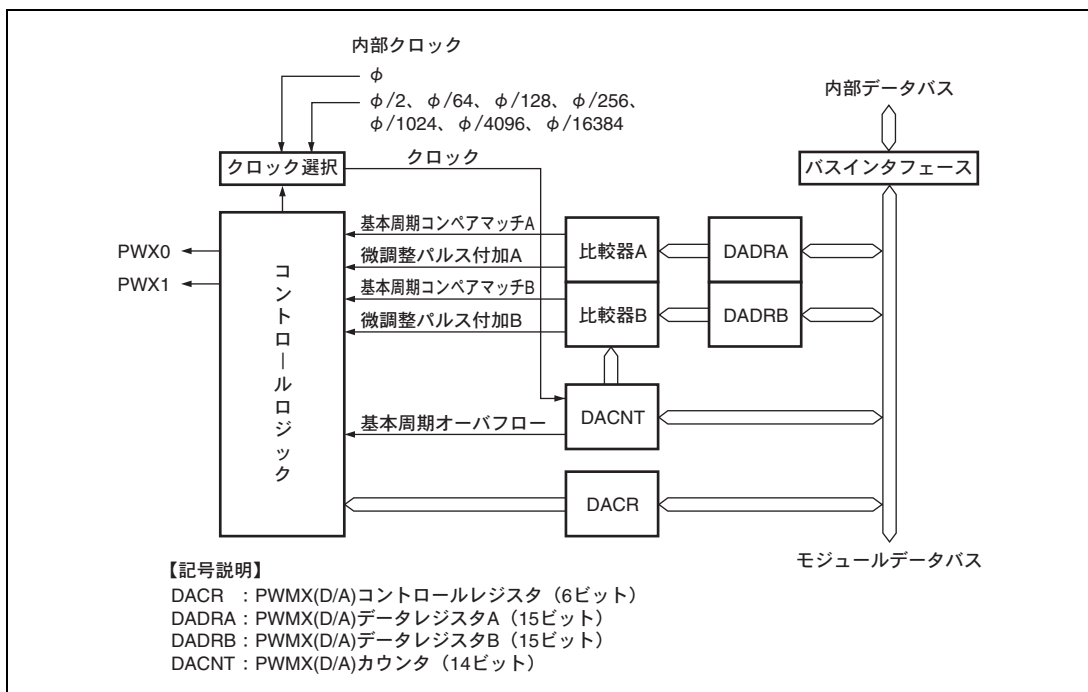 内部クロック
φ
φ/2、φ/64、φ/128、φ/256、
φ/1024、φ/4096、φ/16384
内部データバス
クロック選択
クロック
バスインタフェース
基本周期コンペアマッチA
微調整パルス付加A
基本周期コンペアマッチB
微調整パルス付加B
比較器A
比較器B
DADRA
DADRB
PWX0
PWX1
コントロールロジック
基本周期オーバフロー
DACNT
DACR
モジュールデータバス
【記号説明】
DACR :PWMX(D/A)コントロールレジスタ(6ビット)
DADRA:PWMX(D/A)データレジスタA(15ビット)
DADRB:PWMX(D/A)データレジスタB(15ビット)
DACNT:PWMX(D/A)カウンタ(14ビット)